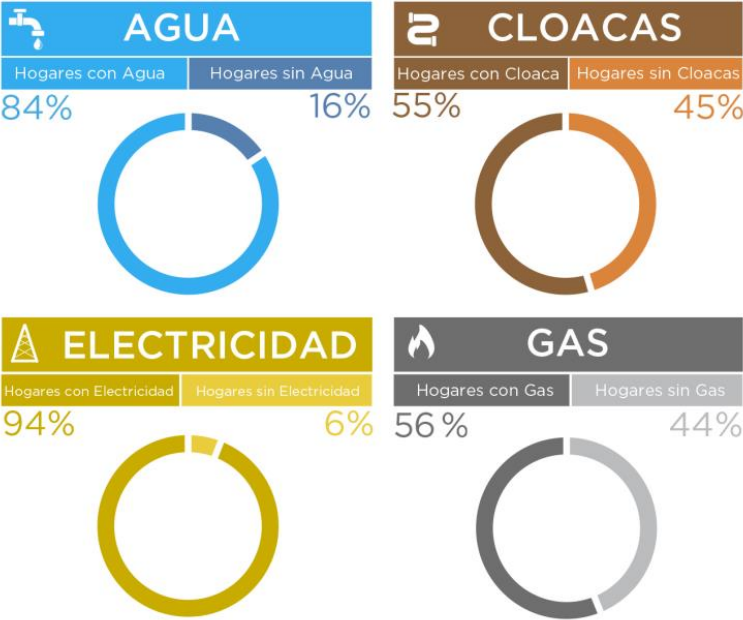 AGUA
Hogares con Agua
Hogares sin Agua
84%
16%
CLOACAS
Hogares con Cloaca
Hogares sin Cloacas
55%
45%
ELECTRICIDAD
Hogares con Electricidad
Hogares sin Electricidad
94%
6%
GAS
Hogares con Gas
Hogares sin Gas
56 %
44%